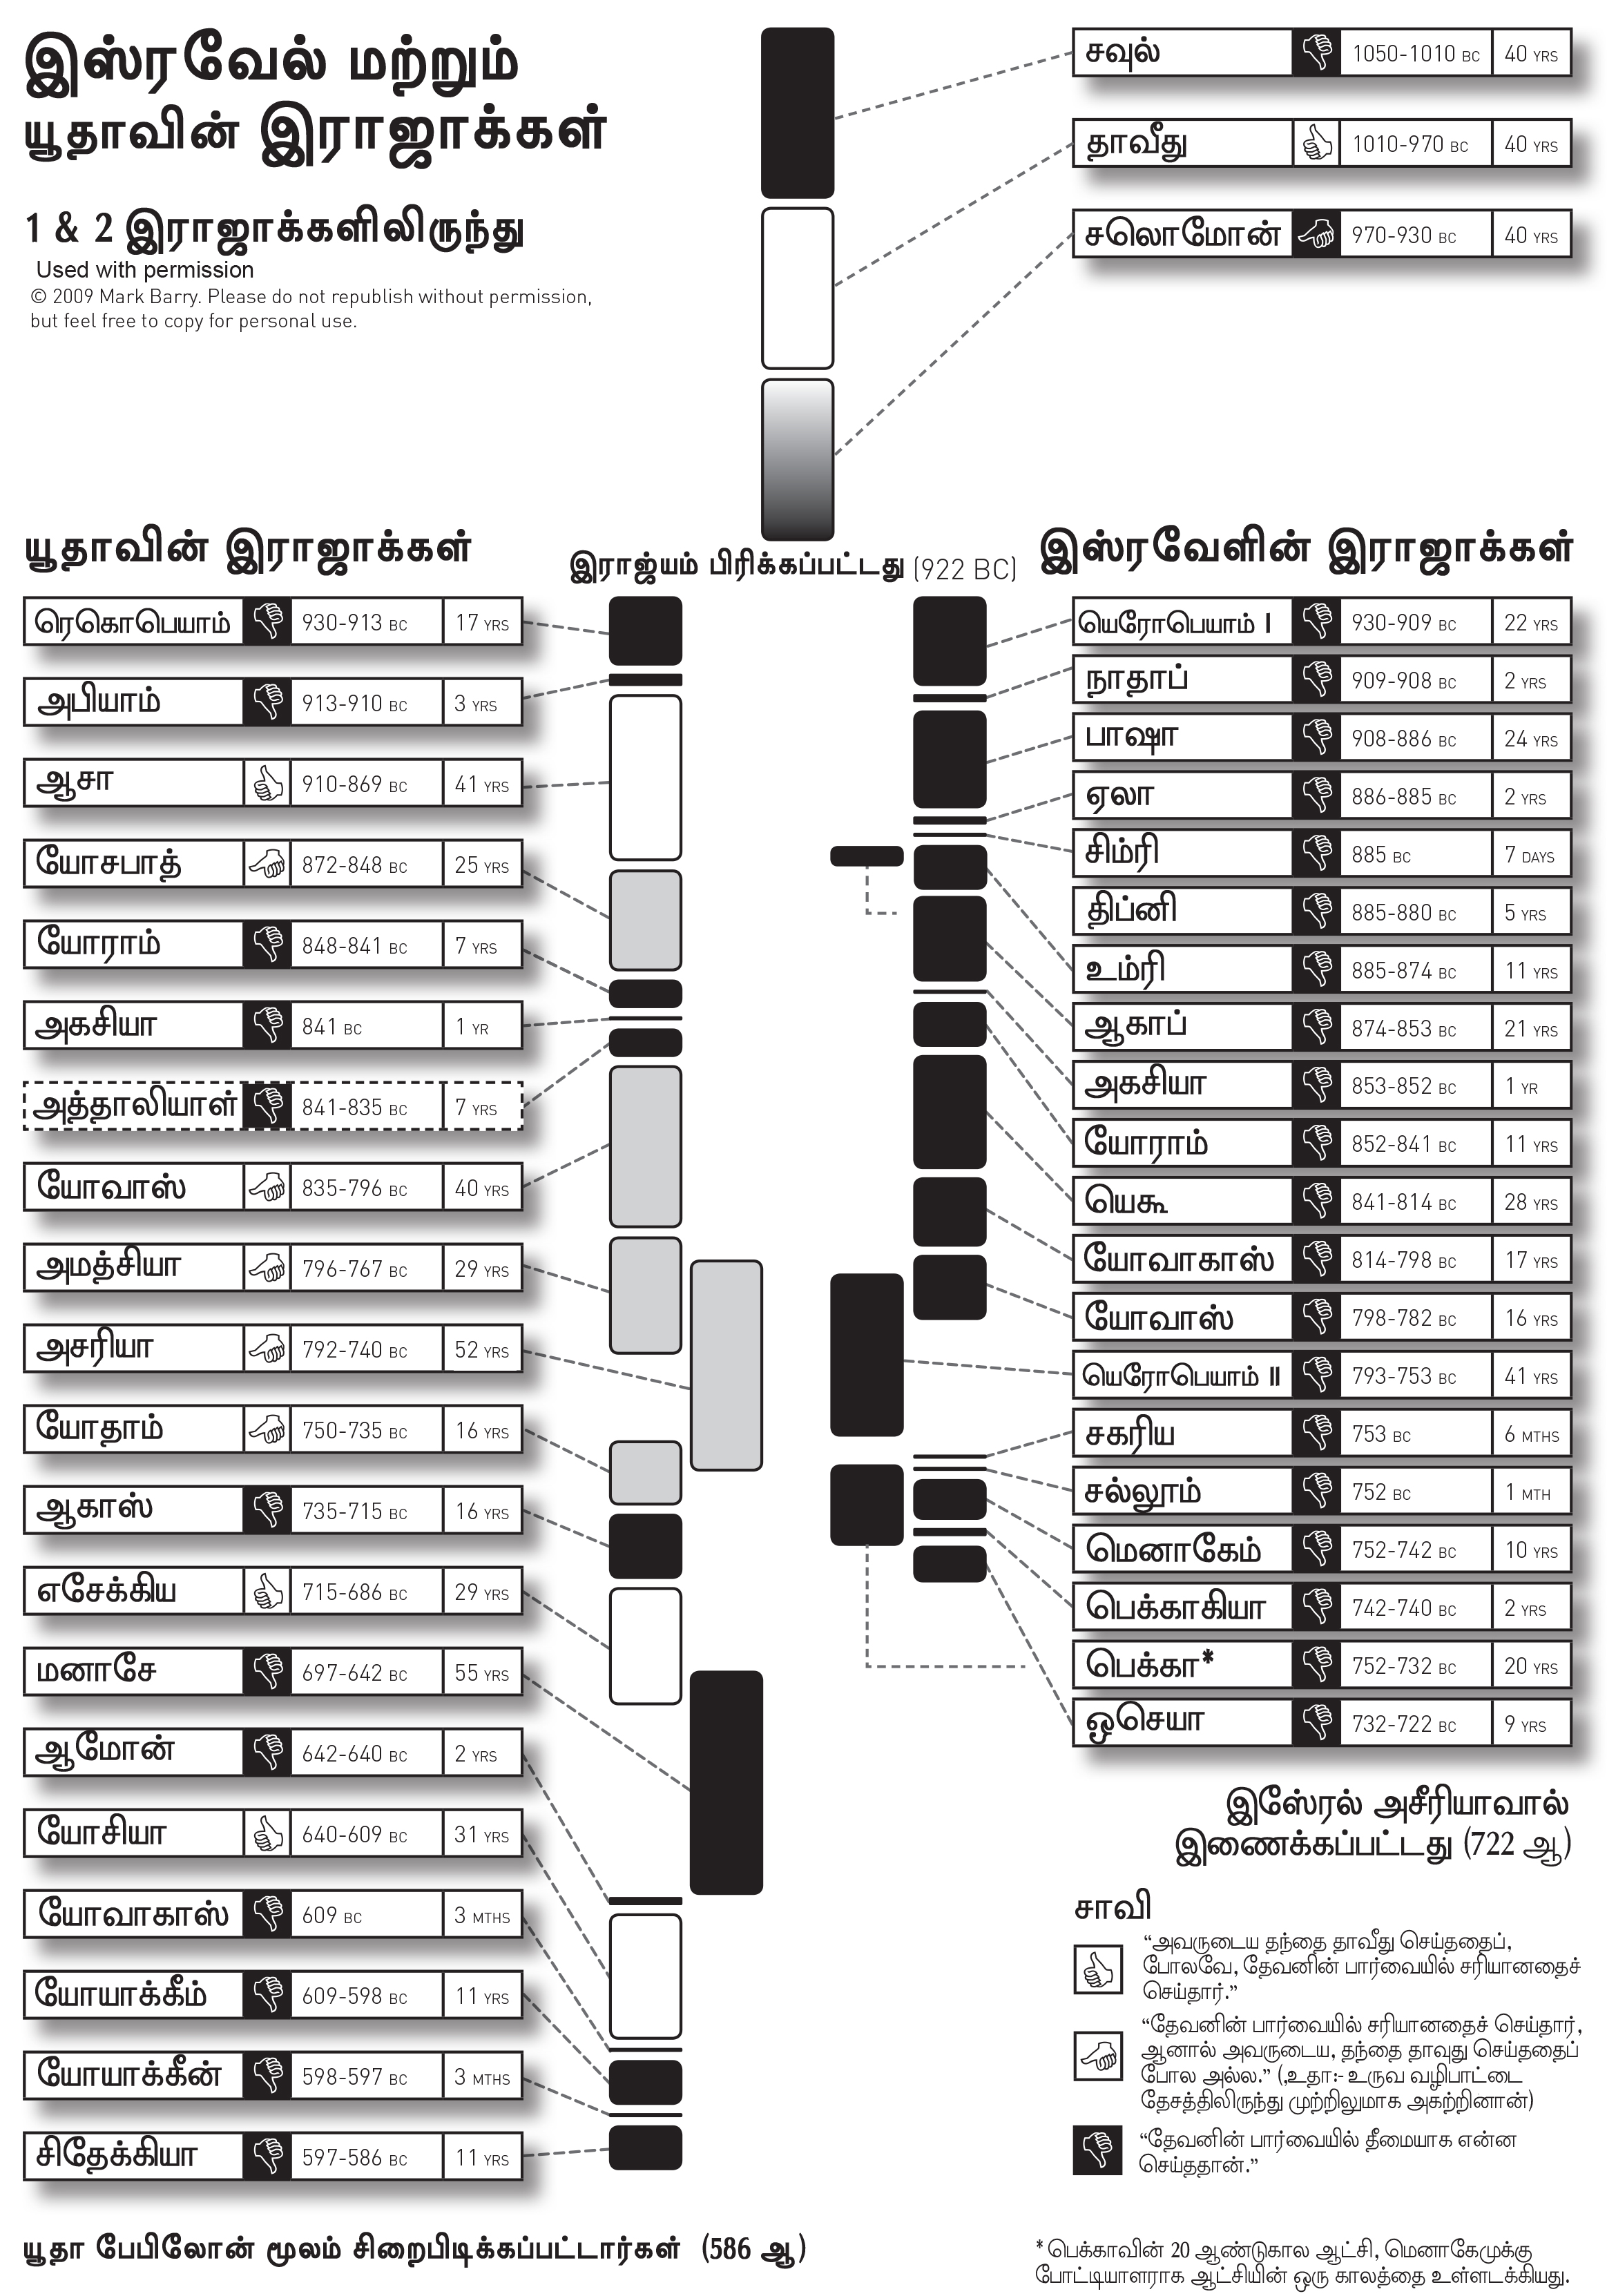 இஸ்ரவேல் மற்றும்
யூதாவின் இராஜாக்கள்
1 & 2 இராஜாக்களிலிருந்து
Used with permission
© 2009 Mark Barry. Please do not republish without permission,
but feel free to copy for personal use.
சவுல் 1050-1010 BC 40 YRS
தாவீது 1010-970 BC 40 YRS
சலொமோன் 970-930 BC 40 YRS
இராஜ்யம் பிரிக்கப்பட்டது (922 BC)
யூதாவின் இராஜாக்கள்
ரெகொபெயாம் 930-913 BC 17 YRS
அபியாம் 913-910 BC 3 YRS
ஆசா 910-869 BC 41 YRS
யோசபாத் 872-848 BC 25 YRS
யோராம் 848-841 BC 7 YRS
அகசியா 841 BC 1 YR
அத்தாலியாள் 841-835 BC 7 YRS
யோவாஸ் 835-796 BC 40 YRS
அமத்சியா 796-767 BC 29 YRS
அசரியா 792-740 BC 52 YRS
யோதாம் 750-735 BC 16 YRS
ஆகாஸ் 735-715 BC 16 YRS
எசேக்கிய 715-686 BC 29 YRS
மனாசே 697-642 BC 55 YRS
ஆமோன் 642-640 BC 2 YRS
யோசியா 640-609 BC 31 YRS
யோவாகாஸ் 609 BC 3 MTHS
யோயாக்கீம் 609-598 BC 11 YRS
யோயாக்கீன் 598-597 BC 3 MTHS
சிதேக்கியா 597-586 BC 11 YRS
யூதா பேபிலோன் மூலம் சிறைபிடிக்கப்பட்டார்கள் (586 ஆ)
இஸ்ரவேளின் இராஜாக்கள்
யெரோபெயாம் I 930-909 BC 22 YRS
நாதாப் 909-908 BC 2 YRS
பாஷா 908-886 BC 24 YRS
ஏலா 886-885 BC 2 YRS
சிம்ரி 885 BC 7 DAYS
திப்னி 885-880 BC 5 YRS
உம்ரி 885-874 BC 11 YRS
ஆகாப் 874-853 BC 21 YRS
அகசியா 853-852 BC 1 YR
யோராம் 852-841 BC 11 YRS
யெகூ 841-814 BC 28 YRS
யோவாகாஸ் 814-798 BC 17 YRS
யோவாஸ் 798-782 BC 16 YRS
யெரோபெயாம் II 793-753 BC 41 YRS
சகரிய 753 BC 6 MTHS
சல்லூம் 752 BC 1 MTH
மெனாகேம் 752-742 BC 10 YRS
பெக்காகியா 742-740 BC 2 YRS
பெக்கா* 752-732 BC 20 YRS
ஒசெயா 732-722 BC 9 YRS
இஸ்ரேல் அசீரியாவால்
இணைக்கப்பட்டது (722 ஆ)
சாவி
“அவருடைய தந்தை தாவீது செய்ததைப்,
போலவே, தேவனின் பார்வையில் சரியானதைச்
செய்தார்.”
“தேவனின் பார்வையில் சரியானதைச் செய்தார்,
ஆனால் அவருடைய, தந்தை தாவுது செய்ததைப்
போல அல்ல.” (,உதா:- உருவ வழிபாட்டை
தேசத்திலிருந்து முற்றிலுமாக அகற்றினான்)
“தேவனின் பார்வையில் தீமையாக என்ன
செய்ததான்.”
* பெக்காவின் 20 ஆண்டுகால ஆட்சி, மெனாகேமுக்கு
போட்டியாளராக ஆட்சியின் ஒரு காலத்தை உள்ளடக்கியது.